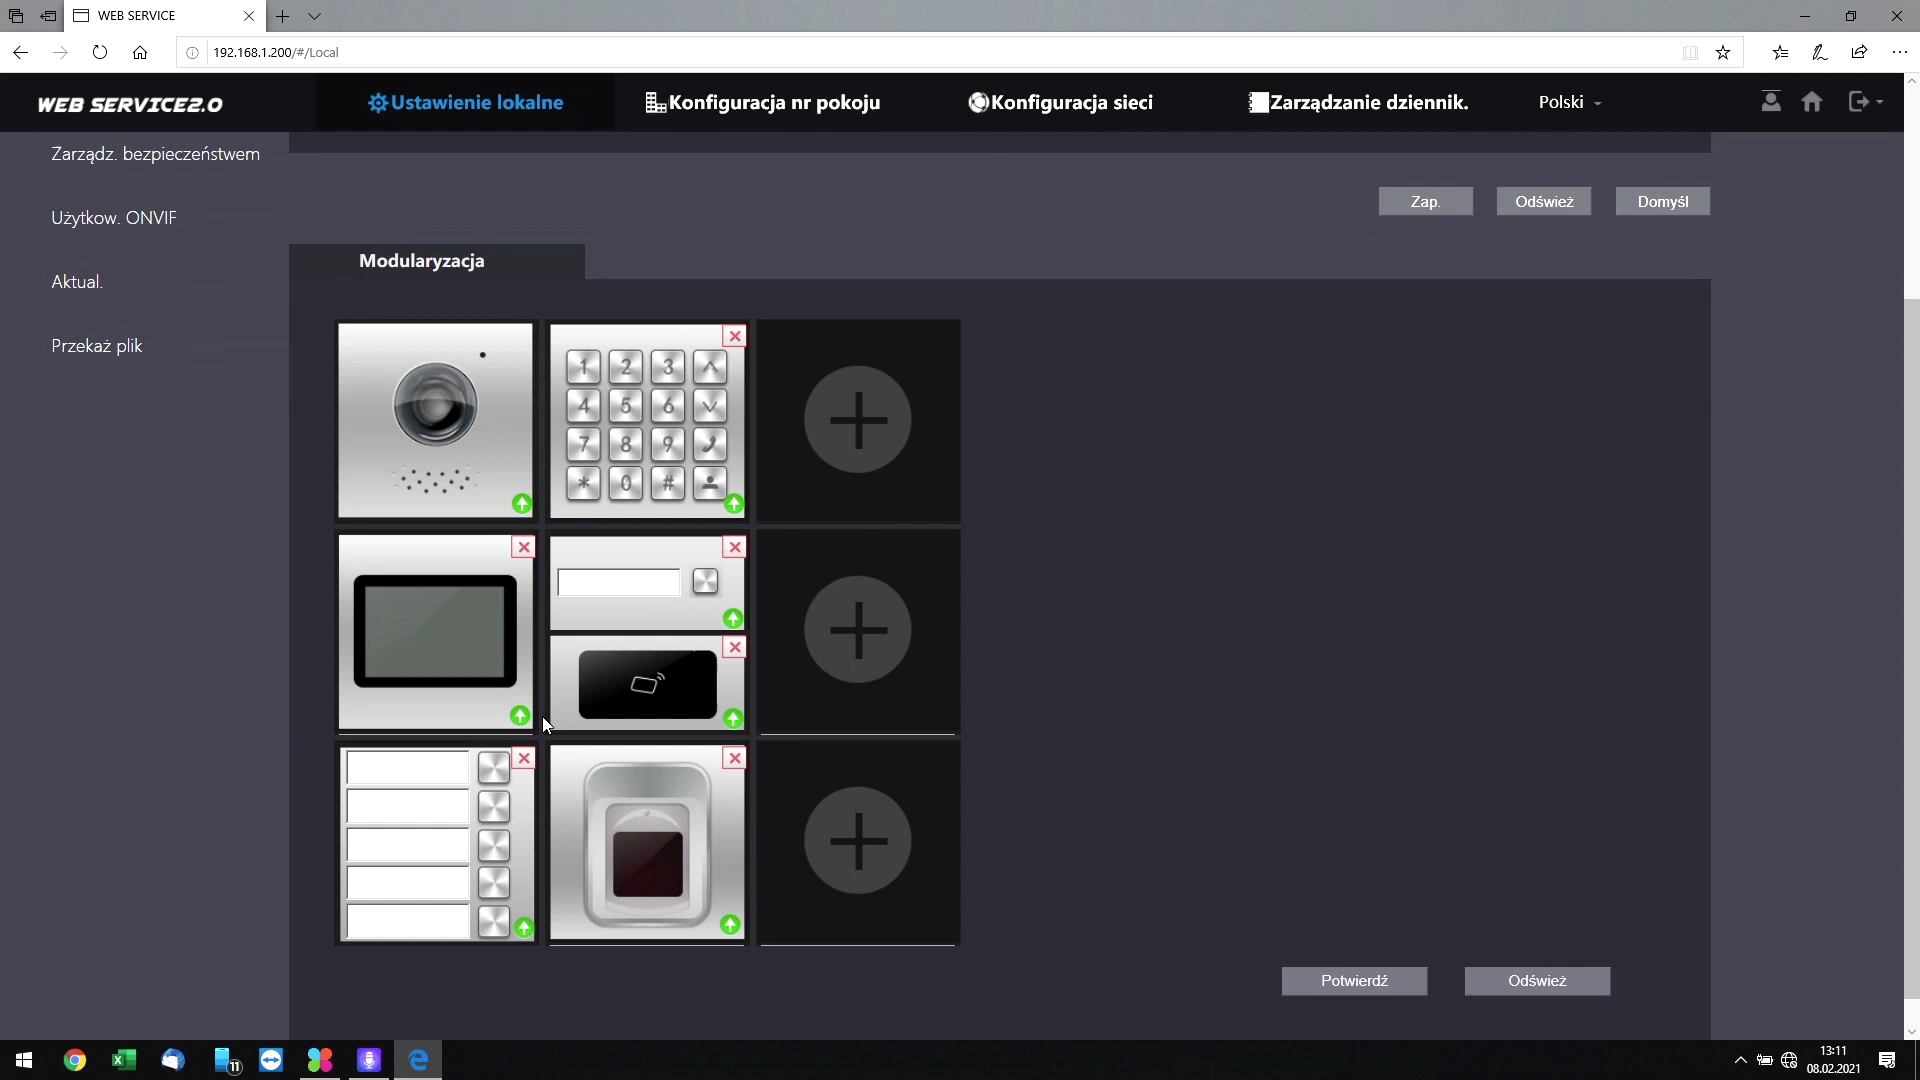 WEB SERVICE
192.168.1.200/#/Local
WEB SERVICE2.0
Ustawienie lokalne
Konfiguracja nr pokoju
Konfiguracja sieci
Zarządzanie dziennik.
Polski
Zarządz. bezpieczeństwem
Użytkow. ONVIF
Aktual.
Przekaż plik
Zap.
Odśwież
Domyśl
Modularyzacja
1 2 3
4 5 6
7 8 9
* 0 #
Potwierdź
Odśwież
11
13:11
08.02.2021